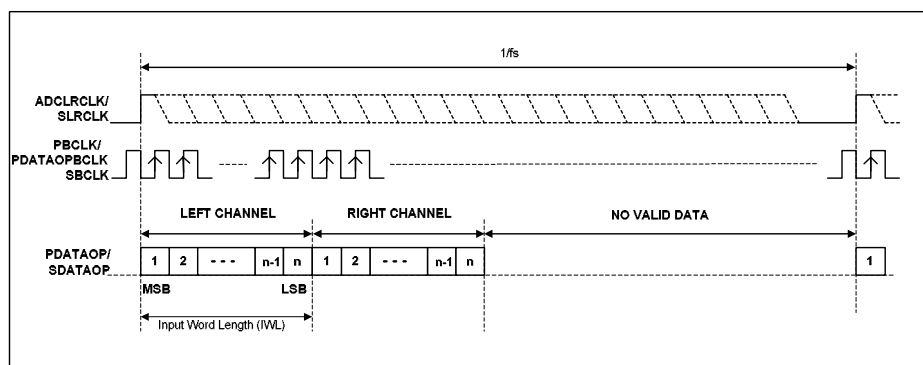 1/fs
ADCLRCLK/
SLRCLK
PBCLK/
PDATAOPBCLK
SBCLK
LEFT CHANNEL RIGHT CHANNEL NO VALID DATA
PDATAOP/
SDATAOP
1 2 - - - n-1 n 1 2 - - - n-1 n 1
MSB LSB
Input Word Length (IWL)